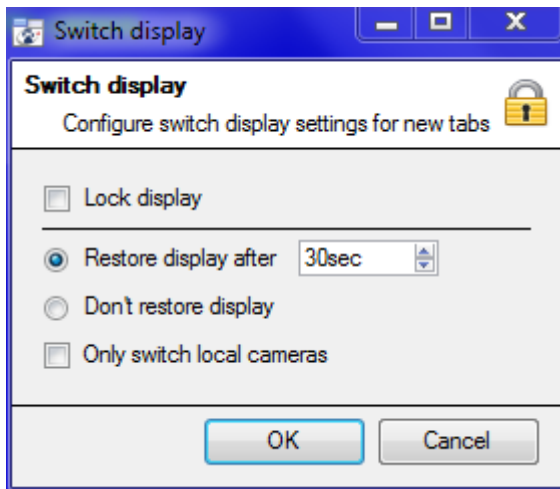 Switch display
Switch display
Configure switch display settings for new tabs
Lock display
Restore display after 30sec
Don't restore display
Only switch local cameras
OK Cancel